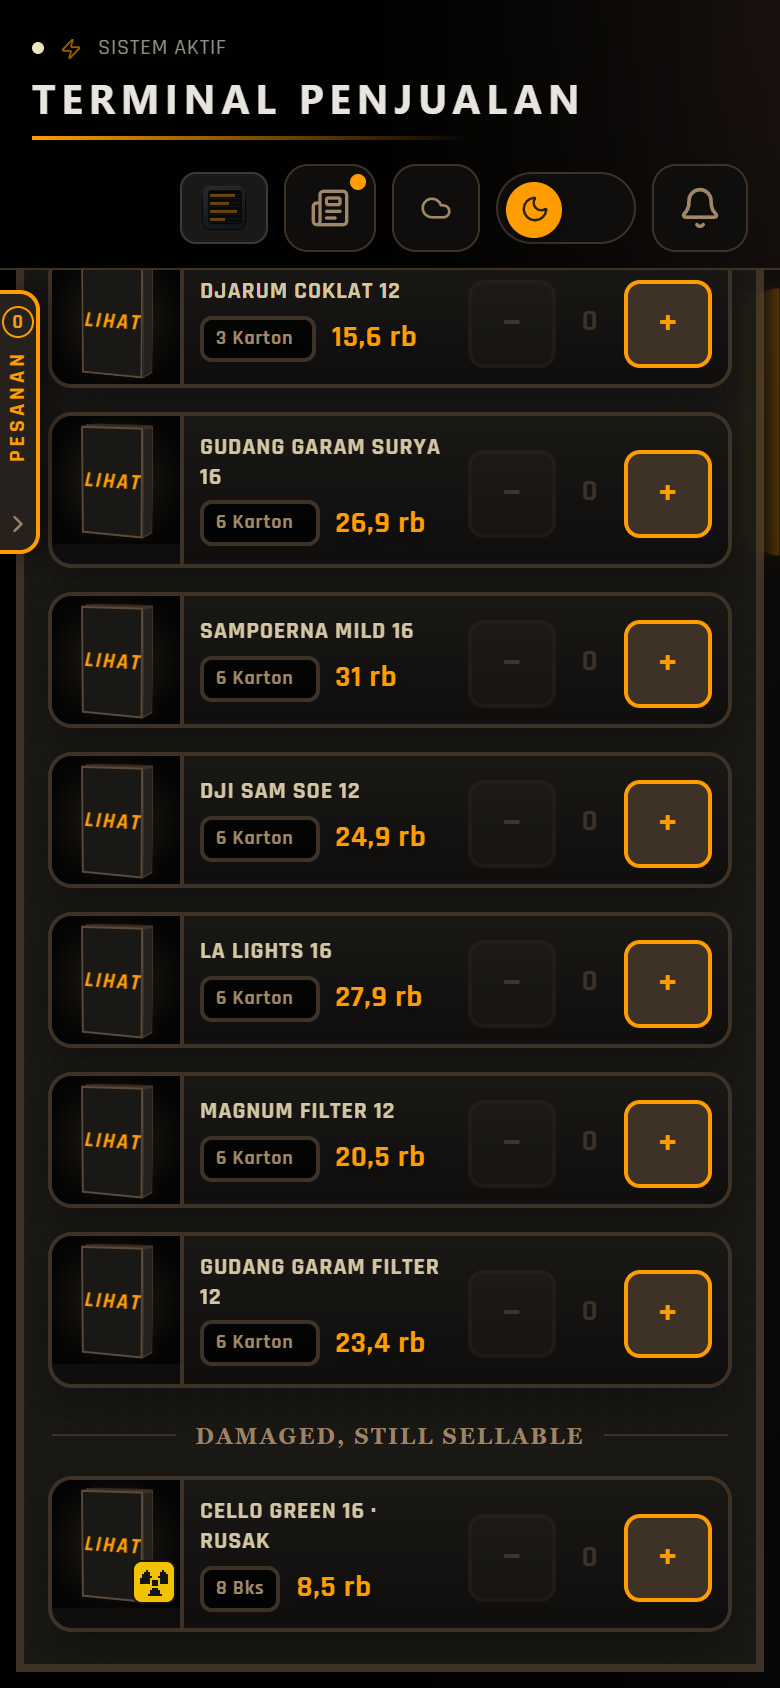 SISTEM AKTIF
TERMINAL PENJUALAN
0
PESANAN
LIHAT
DJARUM COKLAT 12
3 Karton
15,6 rb
−
0
+
LIHAT
GUDANG GARAM SURYA
16
6 Karton
26,9 rb
−
0
+
LIHAT
SAMPOERNA MILD 16
6 Karton
31 rb
−
0
+
LIHAT
DJI SAM SOE 12
6 Karton
24,9 rb
−
0
+
LIHAT
LA LIGHTS 16
6 Karton
27,9 rb
−
0
+
LIHAT
MAGNUM FILTER 12
6 Karton
20,5 rb
−
0
+
LIHAT
GUDANG GARAM FILTER
12
6 Karton
23,4 rb
−
0
+
DAMAGED, STILL SELLABLE
LIHAT
CELLO GREEN 16 ·
RUSAK
8 Bks
8,5 rb
−
0
+